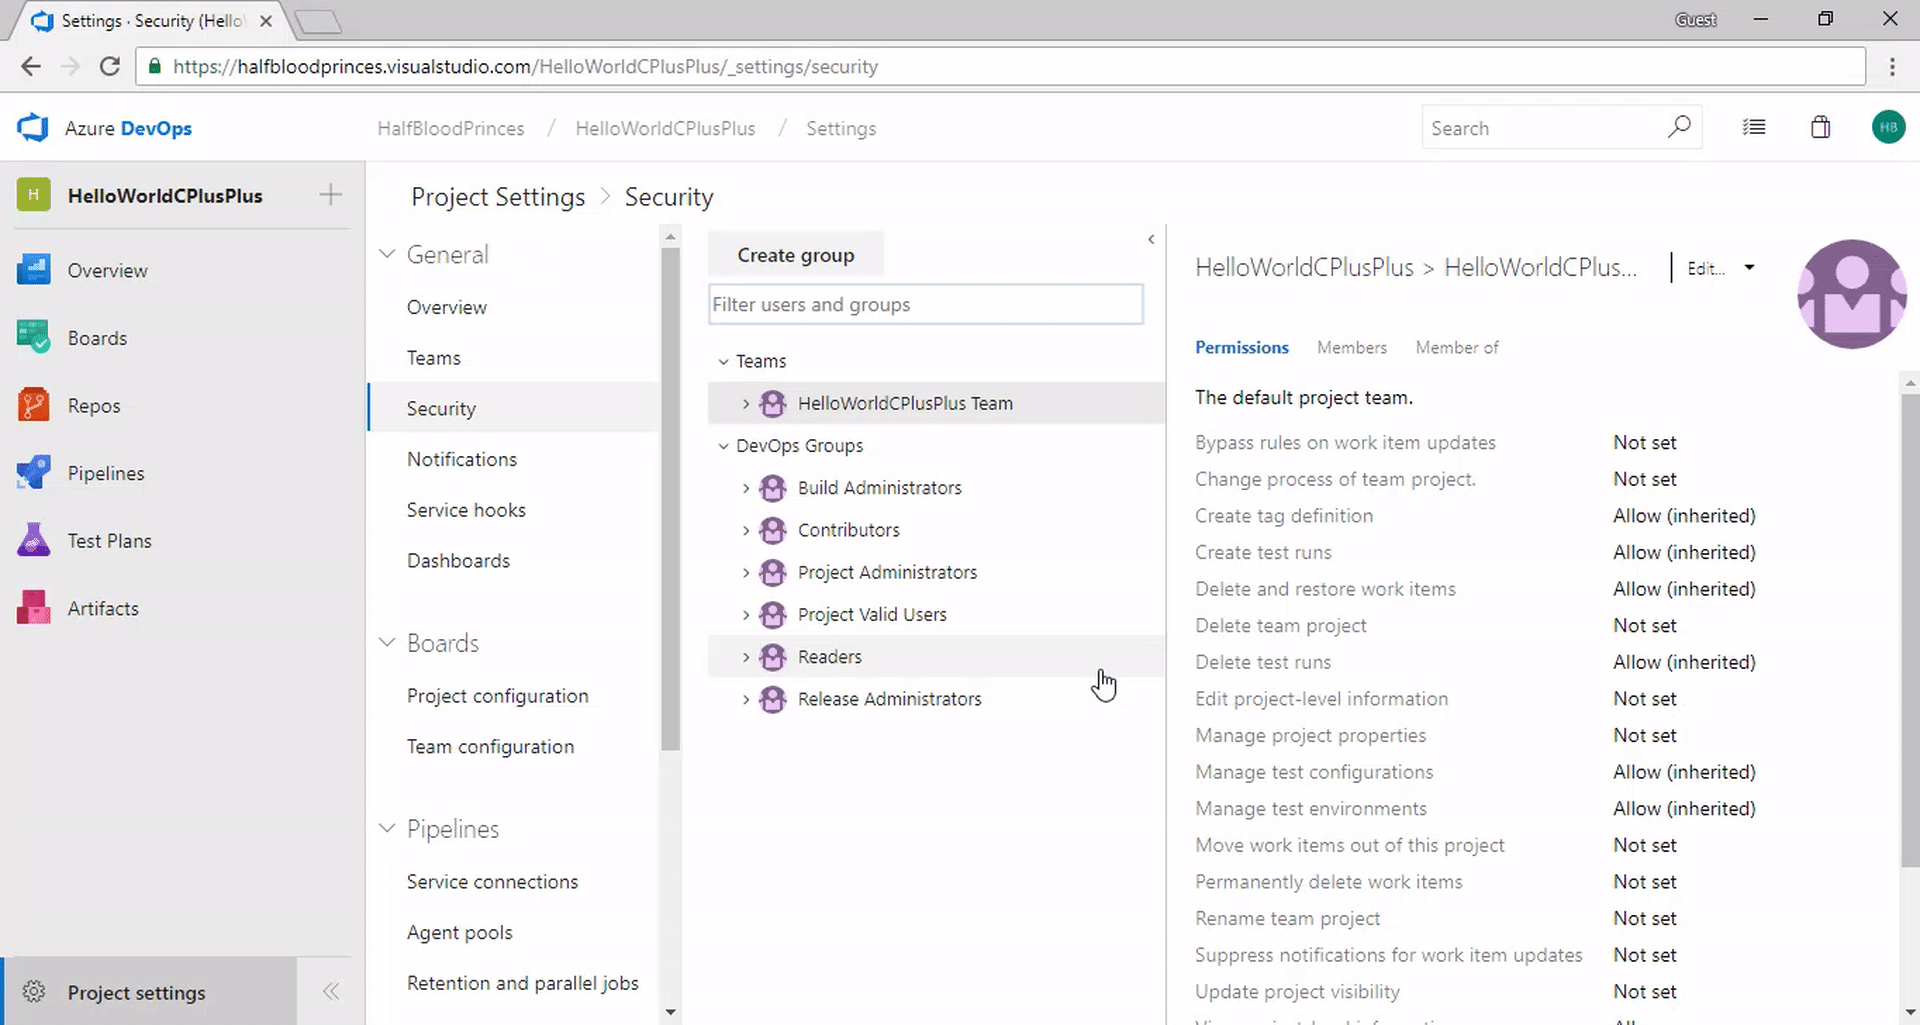 Settings · Security (Hello
Guest
https://halfbloodprinces.visualstudio.com/HelloWorldCPlusPlus/_settings/security
Azure DevOps
HalfBloodPrinces / HelloWorldCPlusPlus / Settings
Search
HB
H
HelloWorldCPlusPlus
Overview
Boards
Repos
Pipelines
Test Plans
Artifacts
Project settings
Project Settings > Security
General
Overview
Teams
Security
Notifications
Service hooks
Dashboards
Boards
Project configuration
Team configuration
Pipelines
Service connections
Agent pools
Retention and parallel jobs
Create group
Filter users and groups
Teams
HelloWorldCPlusPlus Team
DevOps Groups
Build Administrators
Contributors
Project Administrators
Project Valid Users
Readers
Release Administrators
HelloWorldCPlusPlus > HelloWorldCPlus...
Edit...
Permissions Members Member of
The default project team.
Bypass rules on work item updates Not set
Change process of team project. Not set
Create tag definition Allow (inherited)
Create test runs Allow (inherited)
Delete and restore work items Allow (inherited)
Delete team project Not set
Delete test runs Allow (inherited)
Edit project-level information Not set
Manage project properties Not set
Manage test configurations Allow (inherited)
Manage test environments Allow (inherited)
Move work items out of this project Not set
Permanently delete work items Not set
Rename team project Not set
Suppress notifications for work item updates Not set
Update project visibility Not set